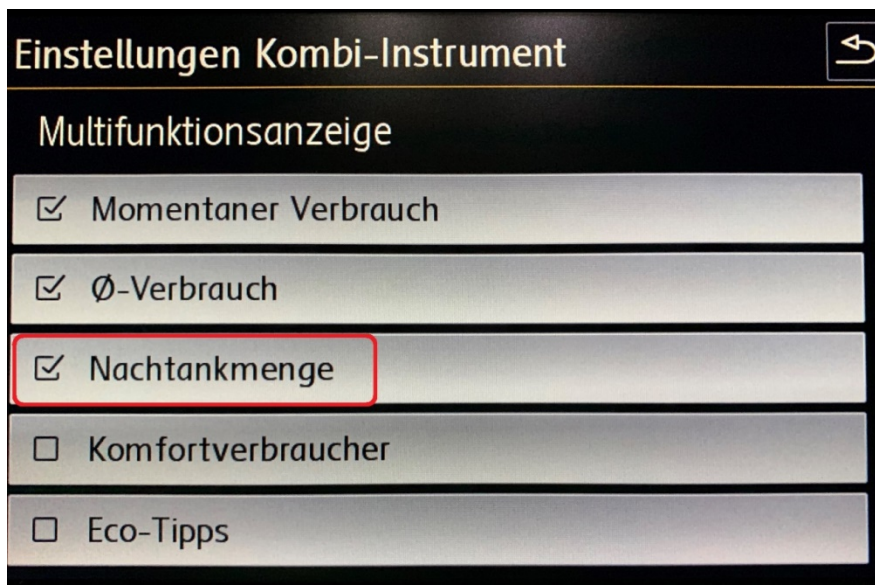 Einstellungen Kombi-Instrument
Multifunktionsanzeige
Momentaner Verbrauch
Ø-Verbrauch
Nachtankmenge
Komfortverbraucher
Eco-Tipps